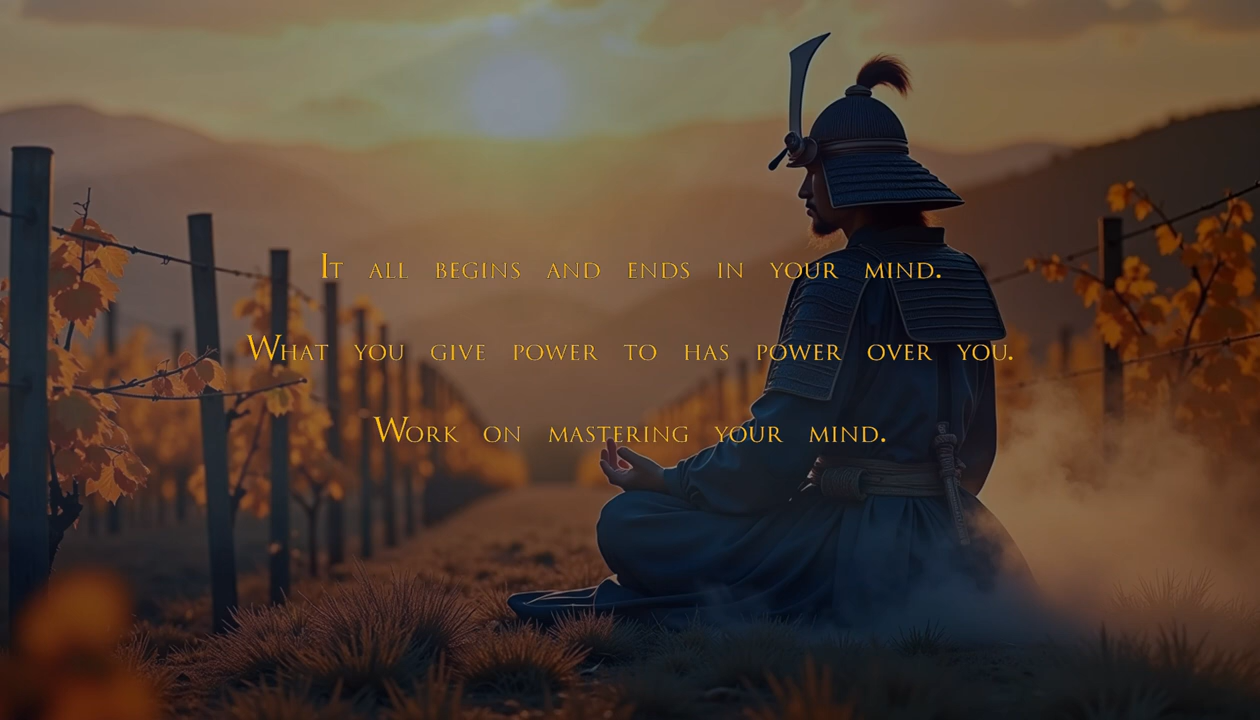 It all begins and ends in your mind.
What you give power to has power over you.
Work on mastering your mind.